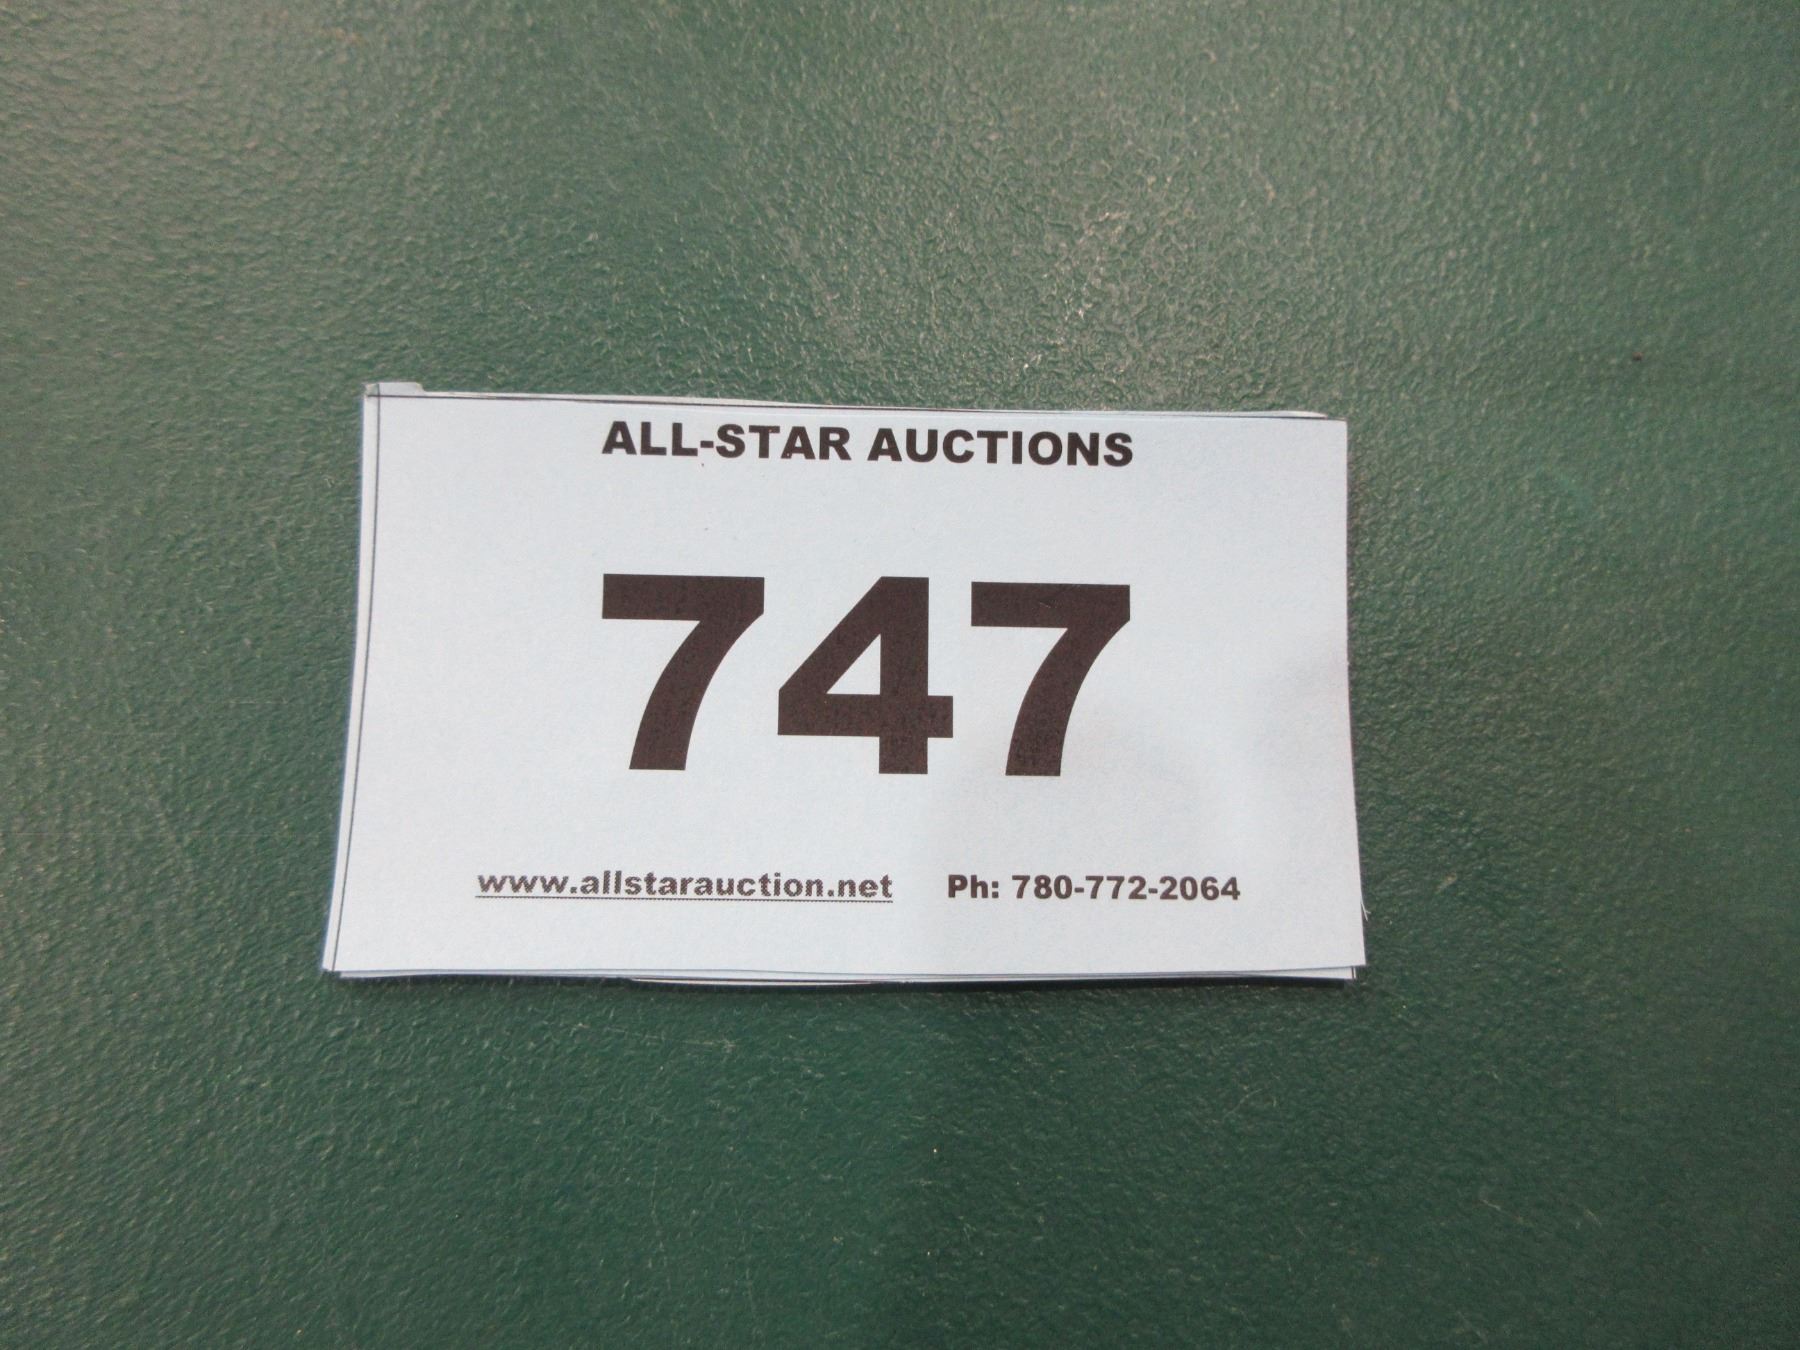 ALL-STAR AUCTIONS
747
www.allstarauction.net Ph: 780-772-2064